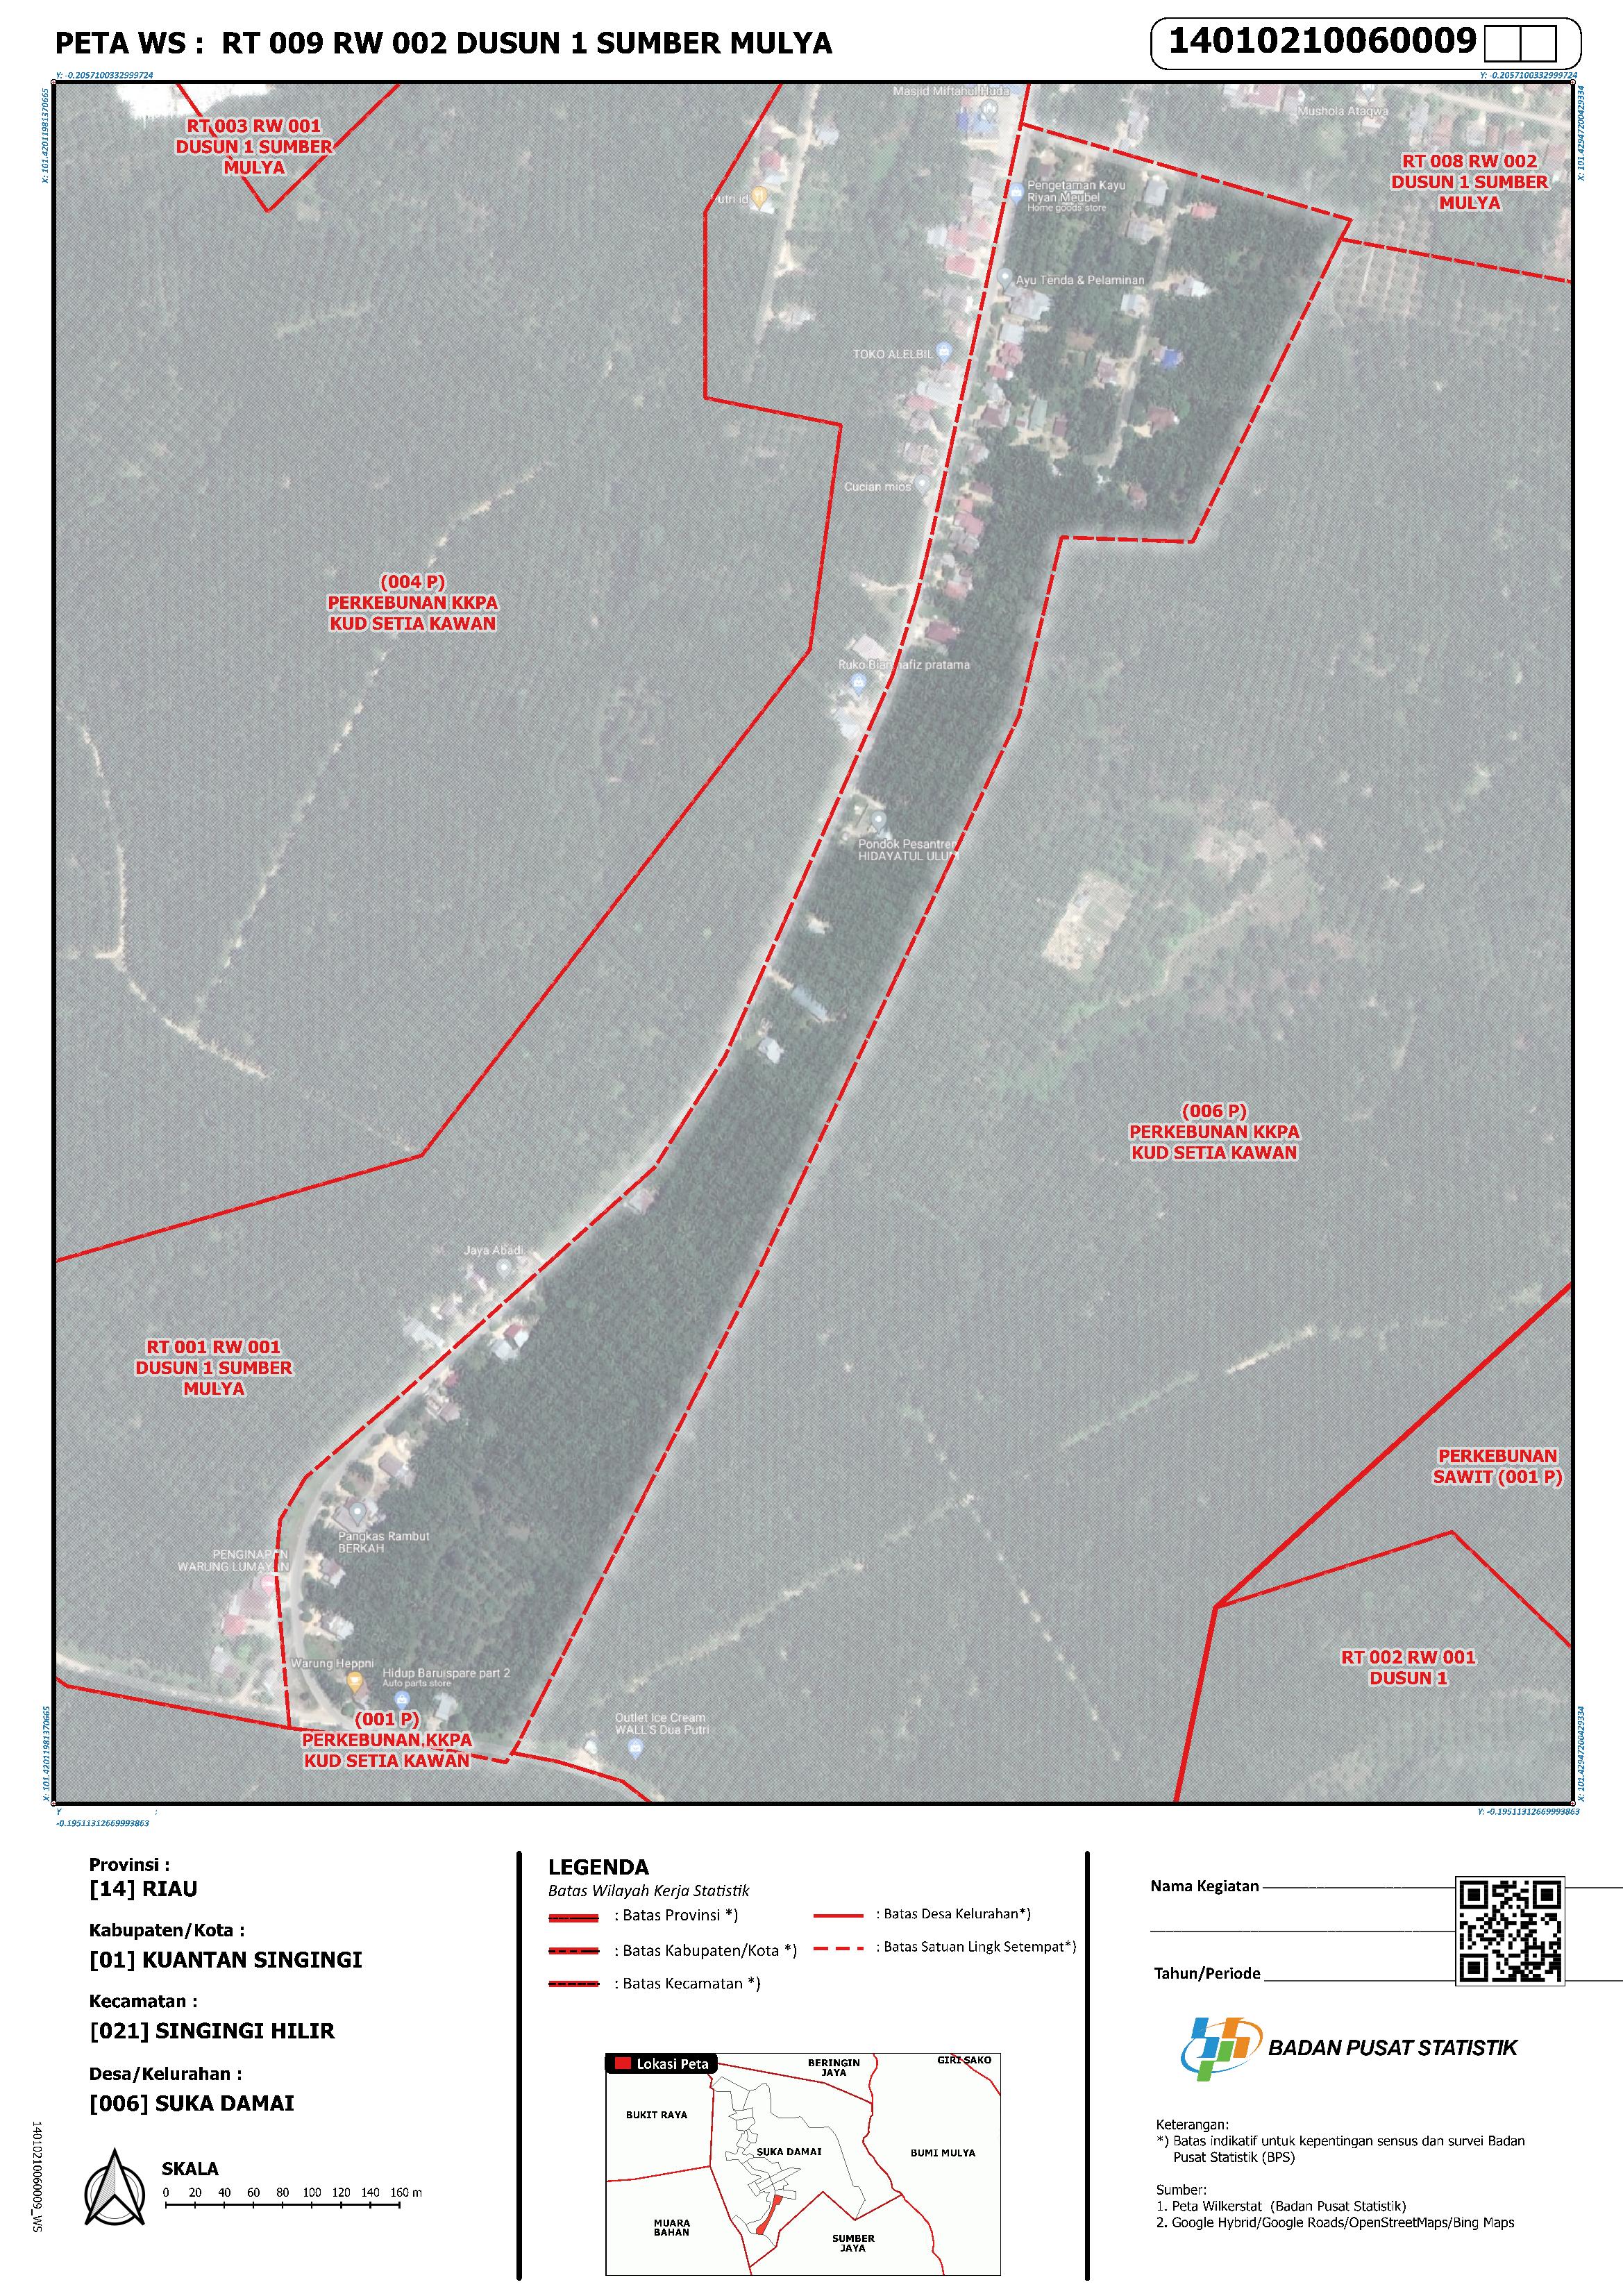 PETA WS : RT 009 RW 002 DUSUN 1 SUMBER MULYA
14010210060009
Y: -0.2057100332999724
Y: -0.2057100332999724
X: 101.42011981370665
X: 101.42947200429334
RT 003 RW 001
DUSUN 1 SUMBER
MULYA
Masjid Miftahul Huda
Mushola Ataqwa
RT 008 RW 002
DUSUN 1 SUMBER
MULYA
Pengetaman Kayu
Riyan Meubel
Home goods store
utri id
Ayu Tenda & Pelaminan
TOKO ALELBIL
Cucian mios
(004 P)
PERKEBUNAN KKPA
KUD SETIA KAWAN
Ruko Bian hafiz pratama
Pondok Pesantren
HIDAYATUL ULUM
(006 P)
PERKEBUNAN KKPA
KUD SETIA KAWAN
Jaya Abadi
RT 001 RW 001
DUSUN 1 SUMBER
MULYA
PERKEBUNAN
SAWIT (001 P)
Pangkas Rambut
BERKAH
PENGINAPAN
WARUNG LUMAYAN
RT 002 RW 001
DUSUN 1
Warung Heppni
Hidup Baruispare part 2
Auto parts store
(001 P)
PERKEBUNAN KKPA
KUD SETIA KAWAN
Outlet Ice Cream
WALL'S Dua Putri
X: 101.42011981370665
X: 101.42947200429334
Y :
-0.19511312669993863
Y: -0.19511312669993863
Provinsi :
[14] RIAU
Kabupaten/Kota :
[01] KUANTAN SINGINGI
Kecamatan :
[021] SINGINGI HILIR
Desa/Kelurahan :
[006] SUKA DAMAI
SKALA
0 20 40 60 80 100 120 140 160 m
14010210060009_WS
LEGENDA
Batas Wilayah Kerja Statistik
: Batas Provinsi *)
: Batas Kabupaten/Kota *)
: Batas Kecamatan *)
: Batas Desa Kelurahan*)
: Batas Satuan Lingk Setempat*)
Lokasi Peta
BERINGIN
JAYA
GIRI SAKO
BUKIT RAYA
SUKA DAMAI
BUMI MULYA
MUARA
BAHAN
SUMBER
JAYA
Nama Kegiatan
Tahun/Periode
BADAN PUSAT STATISTIK
Keterangan:
*) Batas indikatif untuk kepentingan sensus dan survei Badan
Pusat Statistik (BPS)
Sumber:
1. Peta Wilkerstat (Badan Pusat Statistik)
2. Google Hybrid/Google Roads/OpenStreetMaps/Bing Maps